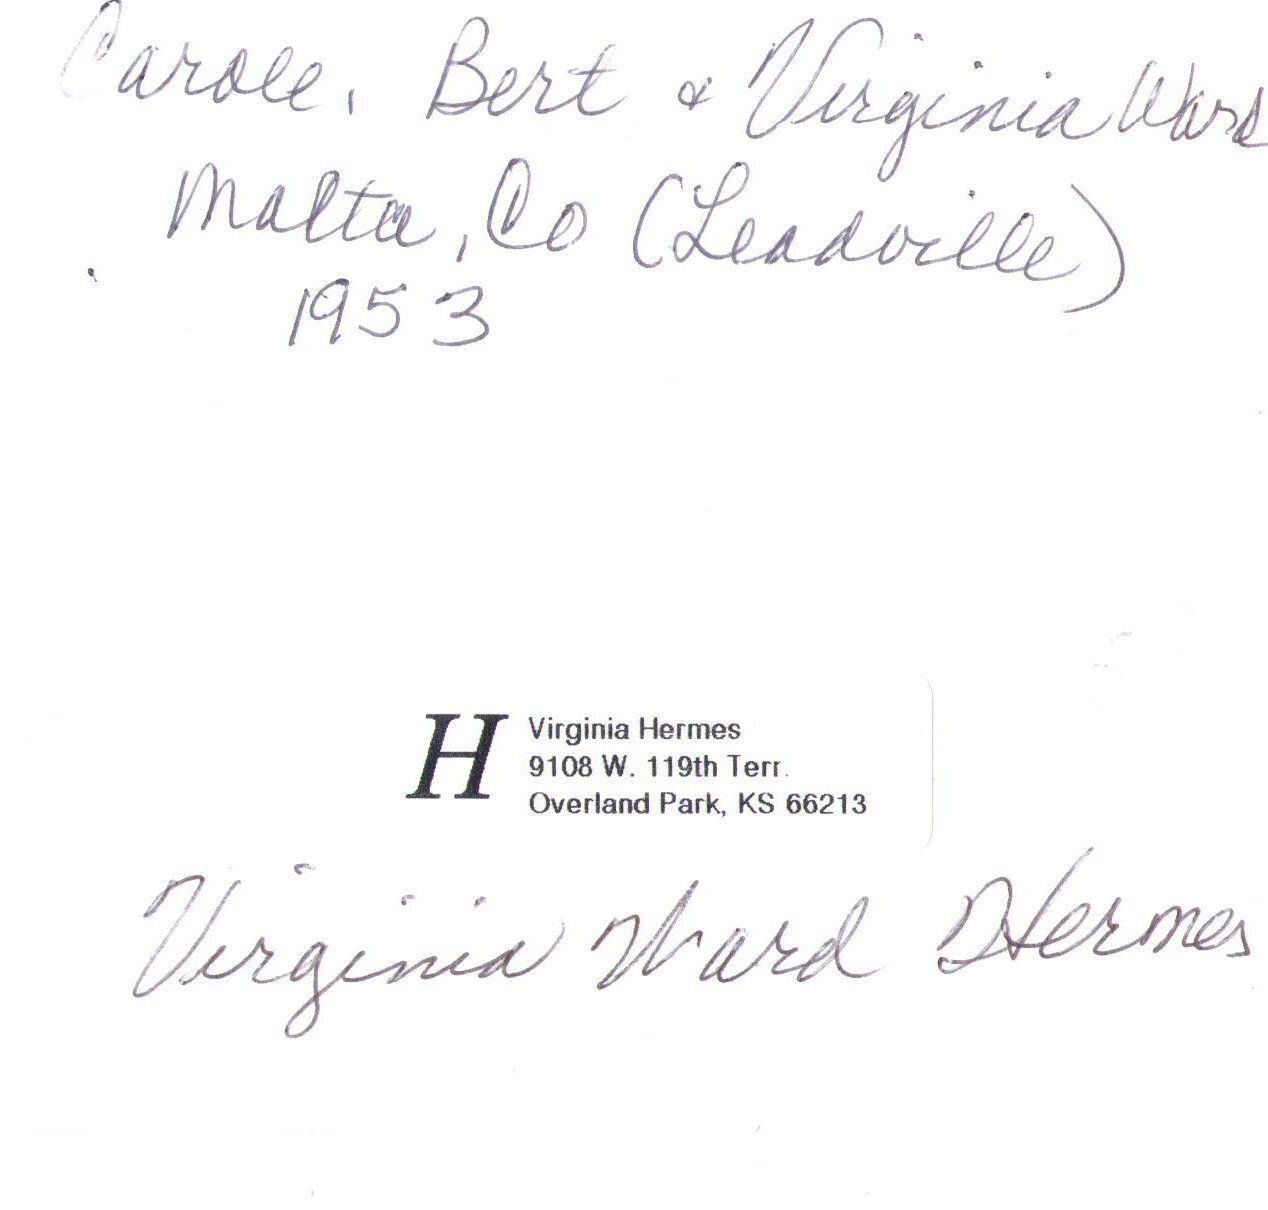 Carole, Bert & Virginia Ward
Malta, Co (Leadville)
1953
H
Virginia Hermes
9108 W. 119th Terr.
Overland Park, KS 66213
Virginia Ward Hermes